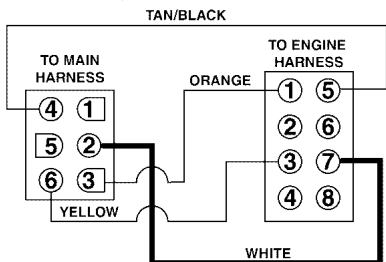 TAN/BLACK
TO MAIN
HARNESS
TO ENGINE
HARNESS
ORANGE
4 1
5 2
6 3
1 5
2 6
3 7
4 8
YELLOW
WHITE